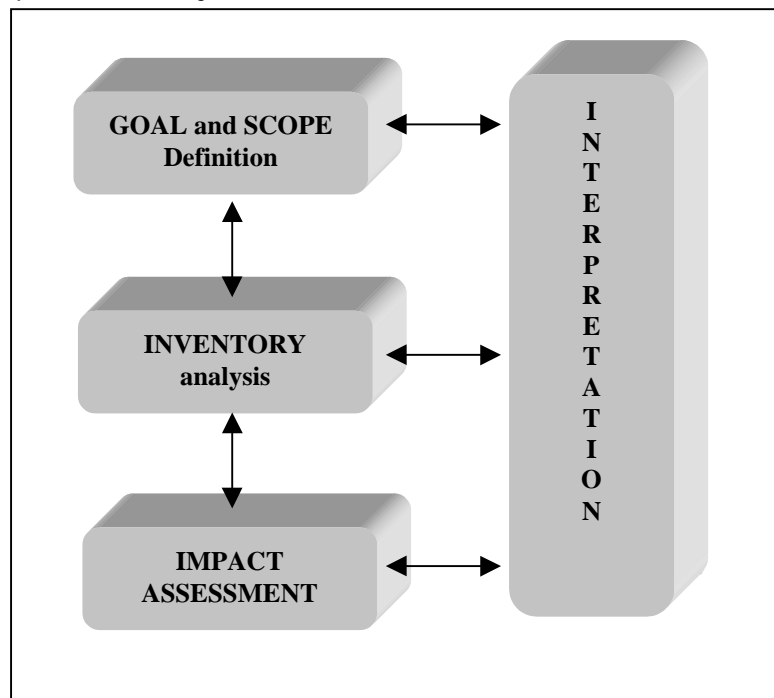 GOAL and SCOPE
Definition
INVENTORY
analysis
IMPACT
ASSESSMENT
I
N
T
E
R
P
R
E
T
A
T
I
O
N